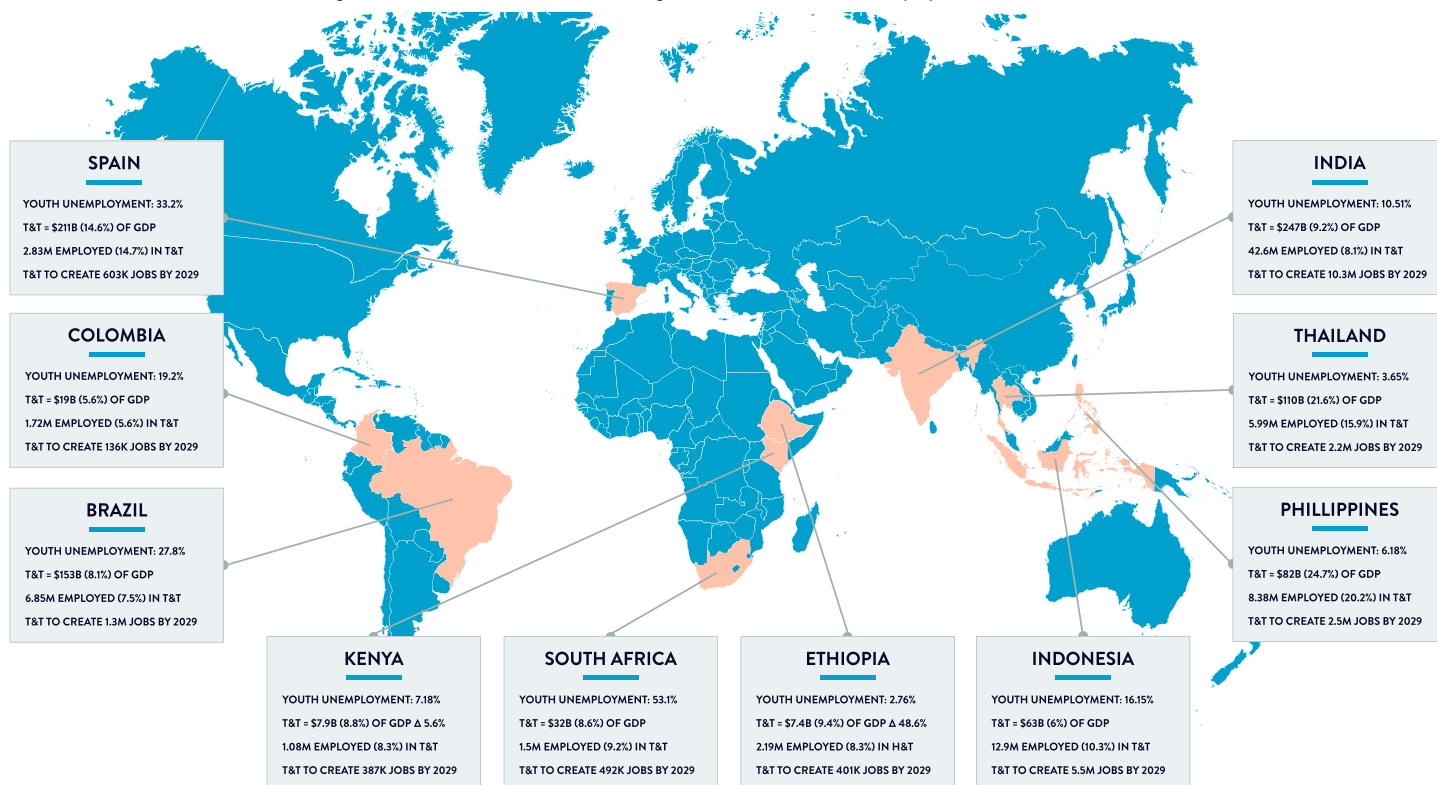 SPAIN
YOUTH UNEMPLOYMENT: 33.2%
T&T = $211B (14.6%) OF GDP
2.83M EMPLOYED (14.7%) IN T&T
T&T TO CREATE 603K JOBS BY 2029
COLOMBIA
YOUTH UNEMPLOYMENT: 19.2%
T&T = $19B (5.6%) OF GDP
1.72M EMPLOYED (5.6%) IN T&T
T&T TO CREATE 136K JOBS BY 2029
BRAZIL
YOUTH UNEMPLOYMENT: 27.8%
T&T = $153B (8.1%) OF GDP
6.85M EMPLOYED (7.5%) IN T&T
T&T TO CREATE 1.3M JOBS BY 2029
KENYA
YOUTH UNEMPLOYMENT: 7.18%
T&T = $7.9B (8.8%) OF GDP Δ 5.6%
1.08M EMPLOYED (8.3%) IN T&T
T&T TO CREATE 387K JOBS BY 2029
SOUTH AFRICA
YOUTH UNEMPLOYMENT: 53.1%
T&T = $32B (8.6%) OF GDP
1.5M EMPLOYED (9.2%) IN T&T
T&T TO CREATE 492K JOBS BY 2029
ETHIOPIA
YOUTH UNEMPLOYMENT: 2.76%
T&T = $7.4B (9.4%) OF GDP Δ 48.6%
2.19M EMPLOYED (8.3%) IN H&T
T&T TO CREATE 401K JOBS BY 2029
INDONESIA
YOUTH UNEMPLOYMENT: 16.15%
T&T = $63B (6%) OF GDP
12.9M EMPLOYED (10.3%) IN T&T
T&T TO CREATE 5.5M JOBS BY 2029
INDIA
YOUTH UNEMPLOYMENT: 10.51%
T&T = $247B (9.2%) OF GDP
42.6M EMPLOYED (8.1%) IN T&T
T&T TO CREATE 10.3M JOBS BY 2029
THAILAND
YOUTH UNEMPLOYMENT: 3.65%
T&T = $110B (21.6%) OF GDP
5.99M EMPLOYED (15.9%) IN T&T
T&T TO CREATE 2.2M JOBS BY 2029
PHILLIPPINES
YOUTH UNEMPLOYMENT: 6.18%
T&T = $82B (24.7%) OF GDP
8.38M EMPLOYED (20.2%) IN T&T
T&T TO CREATE 2.5M JOBS BY 2029